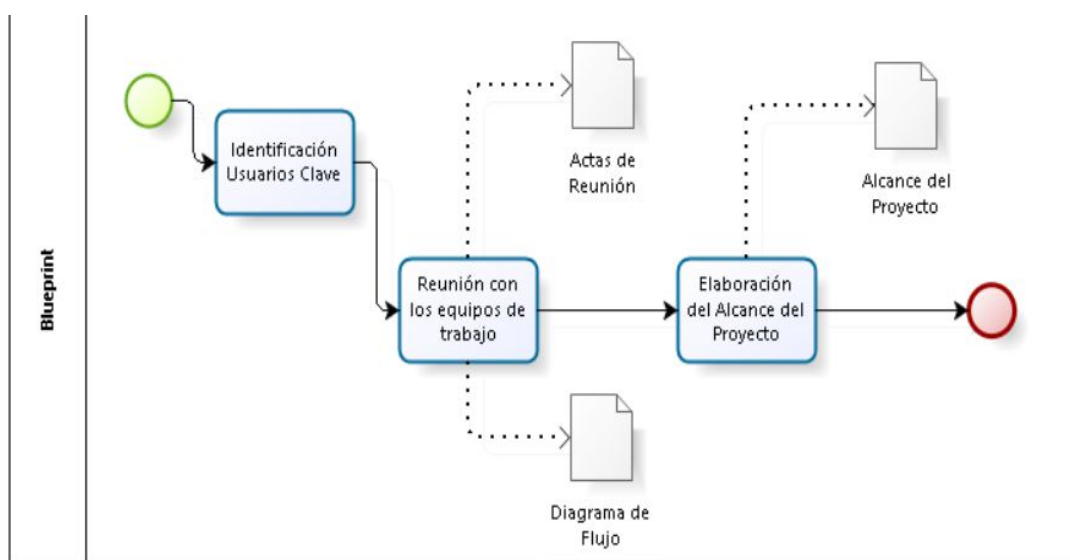 Blueprint
Identificación
Usuarios Clave
Actas de
Reunión
Alcance del
Proyecto
Reunión con
los equipos de
trabajo
Elaboración
del Alcance del
Proyecto
Diagrama de
Flujo